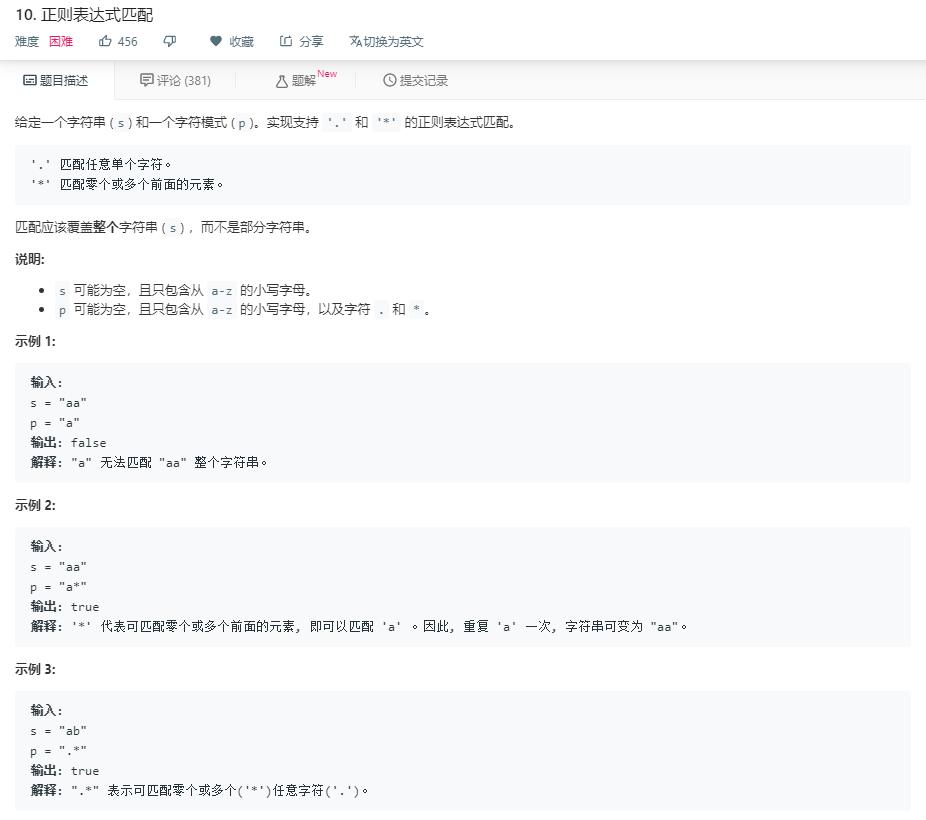 10. 正则表达式匹配
难度 困难 456 收藏 分享 切换为英文
题目描述 评论 (381) 题解 New 提交记录
给定一个字符串 (s) 和一个字符模式 (p)。实现支持 '.' 和 '*' 的正则表达式匹配。
'.' 匹配任意单个字符。
'*' 匹配零个或多个前面的元素。
匹配应该覆盖整个字符串 (s) ，而不是部分字符串。
说明:
• s 可能为空，且只包含从 a-z 的小写字母。
• p 可能为空，且只包含从 a-z 的小写字母，以及字符 . 和 *。
示例 1:
输入:
s = "aa"
p = "a"
输出: false
解释: "a" 无法匹配 "aa" 整个字符串。
示例 2:
输入:
s = "aa"
p = "a*"
输出: true
解释: '*' 代表可匹配零个或多个前面的元素, 即可以匹配 'a' 。因此, 重复 'a' 一次, 字符串可变为 "aa"。
示例 3:
输入:
s = "ab"
p = ".*"
输出: true
解释: ".*" 表示可匹配零个或多个('*')任意字符('.')。